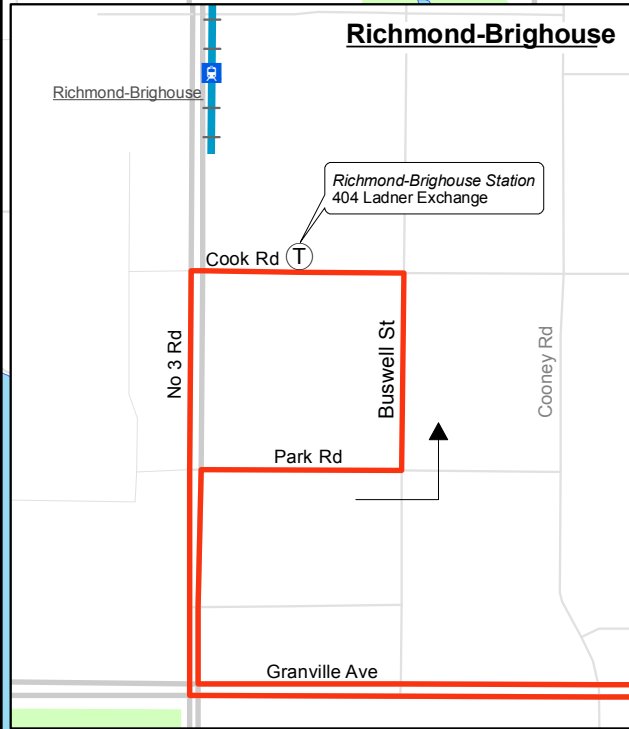 Richmond-Brighouse
Richmond-Brighouse
Richmond-Brighouse Station
404 Ladner Exchange
Cook Rd
T
No 3 Rd
Buswell St
Cooney Rd
Park Rd
Granville Ave